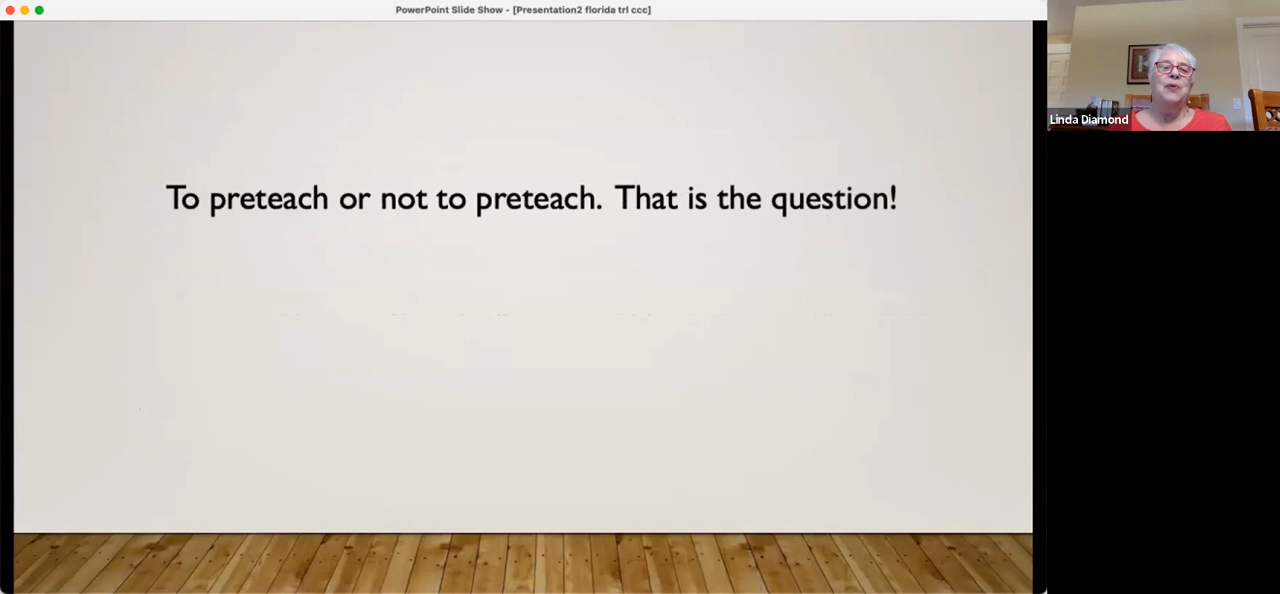 PowerPoint Slide Show - [Presentation2 florida trl ccc]
To preteach or not to preteach. That is the question!
Linda Diamond